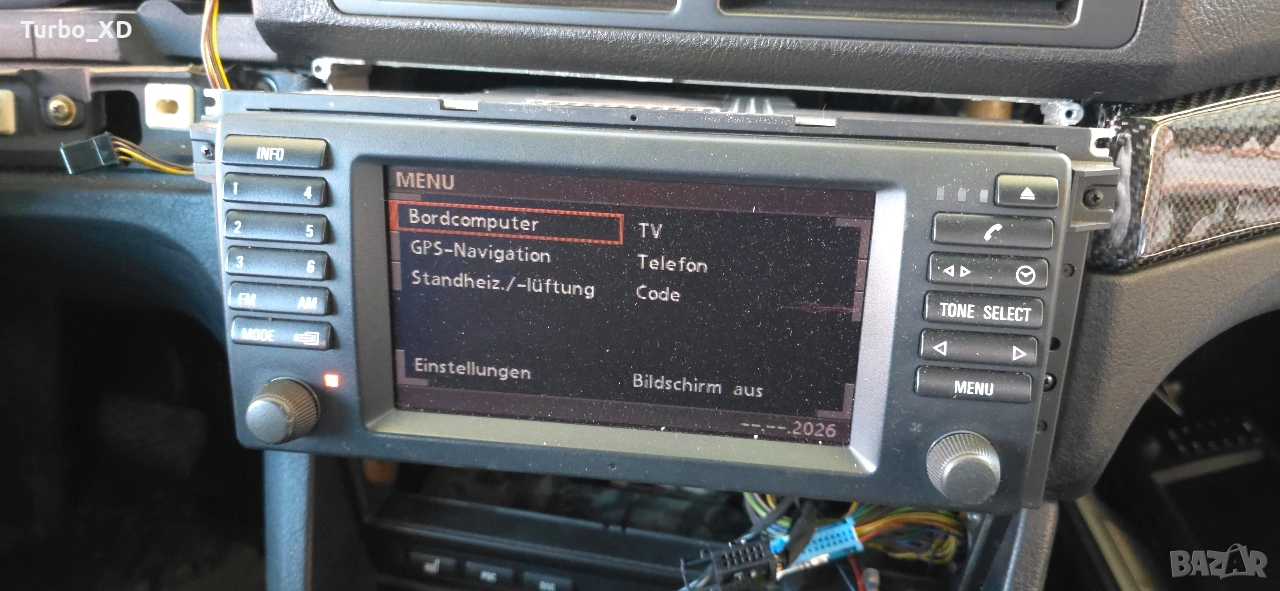 Turbo_XD
INFO
1 4
2 5
3 6
FM AM
MODE
MENU
Bordcomputer
GPS-Navigation
Standheiz./-lüftung
TV
Telefon
Code
Einstellungen
Bildschirm aus
--.--.2026
TONE SELECT
MENU
BAZAR